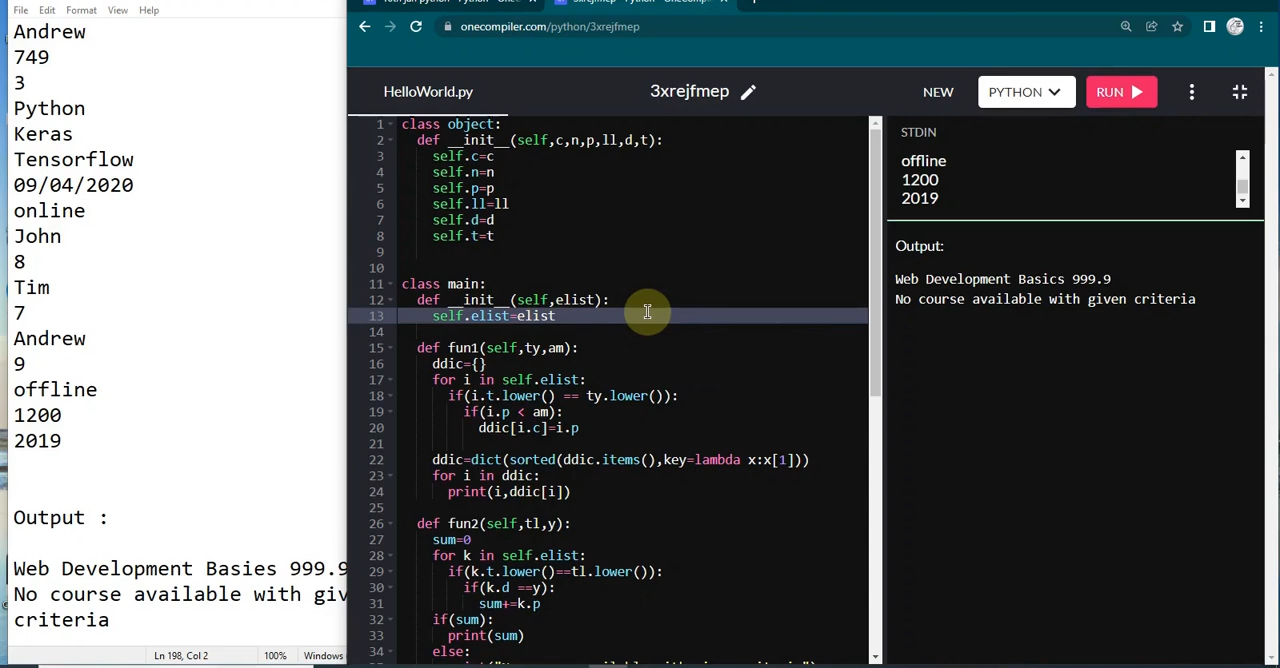 File Edit Format View Help
Andrew
749
3
Python
Keras
Tensorflow
09/04/2020
online
John
8
Tim
7
Andrew
9
offline
1200
2019
Output :
Web Development Basies 999.9
No course available with giv
criteria
Ln 198, Col 2 100% Windows
onecompiler.com/python/3xrejfmep
HelloWorld.py 3xrejfmep NEW PYTHON RUN
1 class object:
2 def __init__(self,c,n,p,ll,d,t):
3 self.c=c
4 self.n=n
5 self.p=p
6 self.ll=ll
7 self.d=d
8 self.t=t
9
10
11 class main:
12 def __init__(self,elist):
13 self.elist=elist
14
15 def fun1(self,ty,am):
16 ddic={}
17 for i in self.elist:
18 if(i.t.lower() == ty.lower()):
19 if(i.p < am):
20 ddic[i.c]=i.p
21
22 ddic=dict(sorted(ddic.items(),key=lambda x:x[1]))
23 for i in ddic:
24 print(i,ddic[i])
25
26 def fun2(self,tl,y):
27 sum=0
28 for k in self.elist:
29 if(k.t.lower()==tl.lower()):
30 if(k.d ==y):
31 sum+=k.p
32 if(sum):
33 print(sum)
34 else:
STDIN
offline
1200
2019
Output:
Web Development Basics 999.9
No course available with given criteria